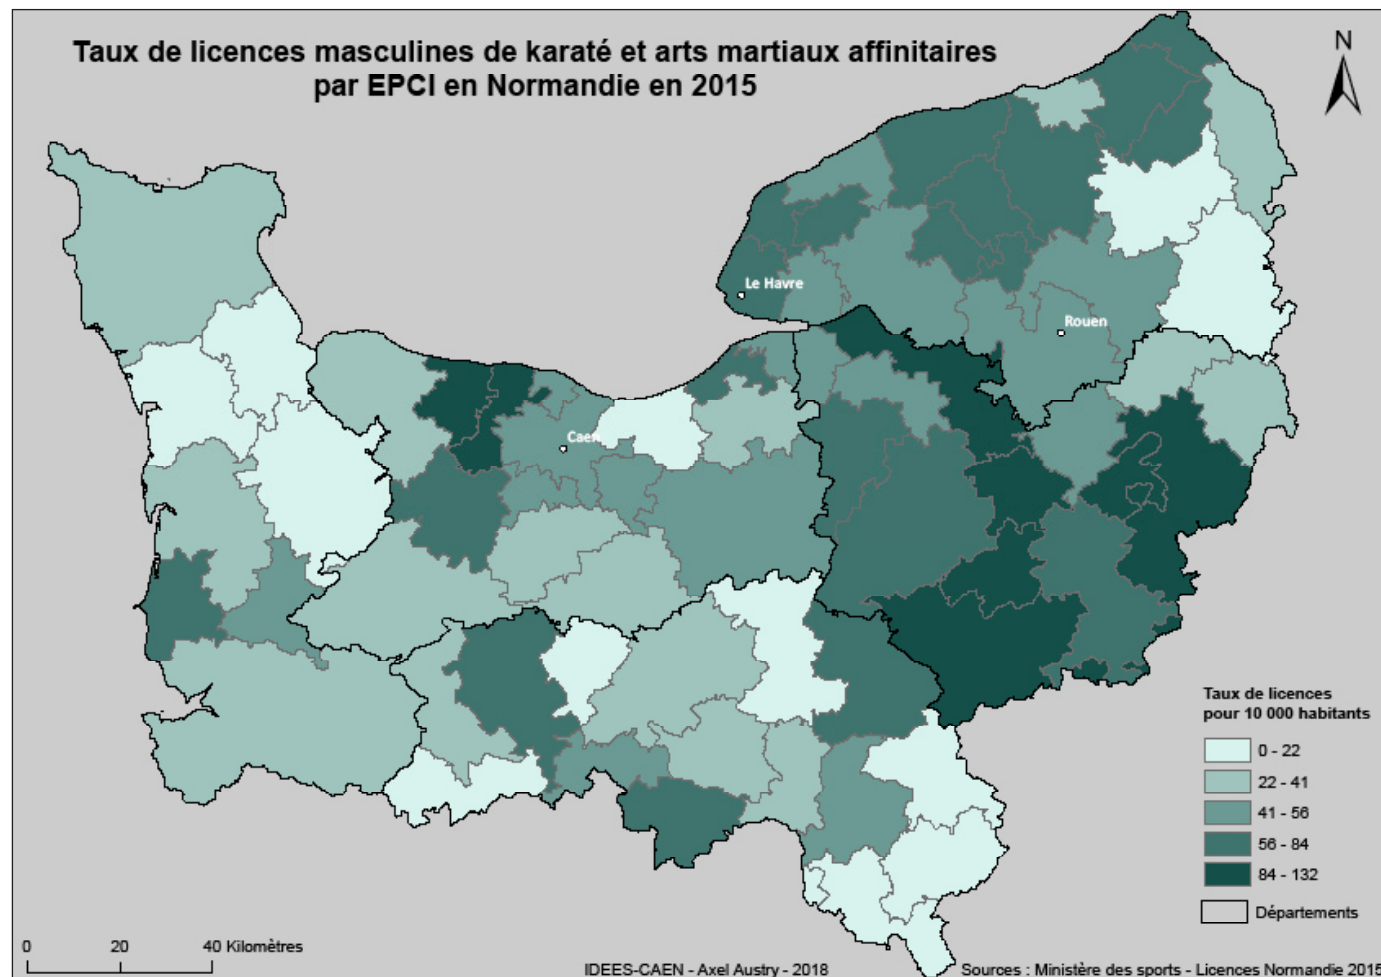 Taux de licences masculines de karaté et arts martiaux affinitaires
par EPCI en Normandie en 2015
N
Le Havre
Rouen
Caen
Taux de licences
pour 10 000 habitants
0 - 22
22 - 41
41 - 56
56 - 84
84 - 132
Départements
0 20 40 Kilomètres
IDEES-CAEN - Axel Austry - 2018
Sources : Ministère des sports - Licences Normandie 2015